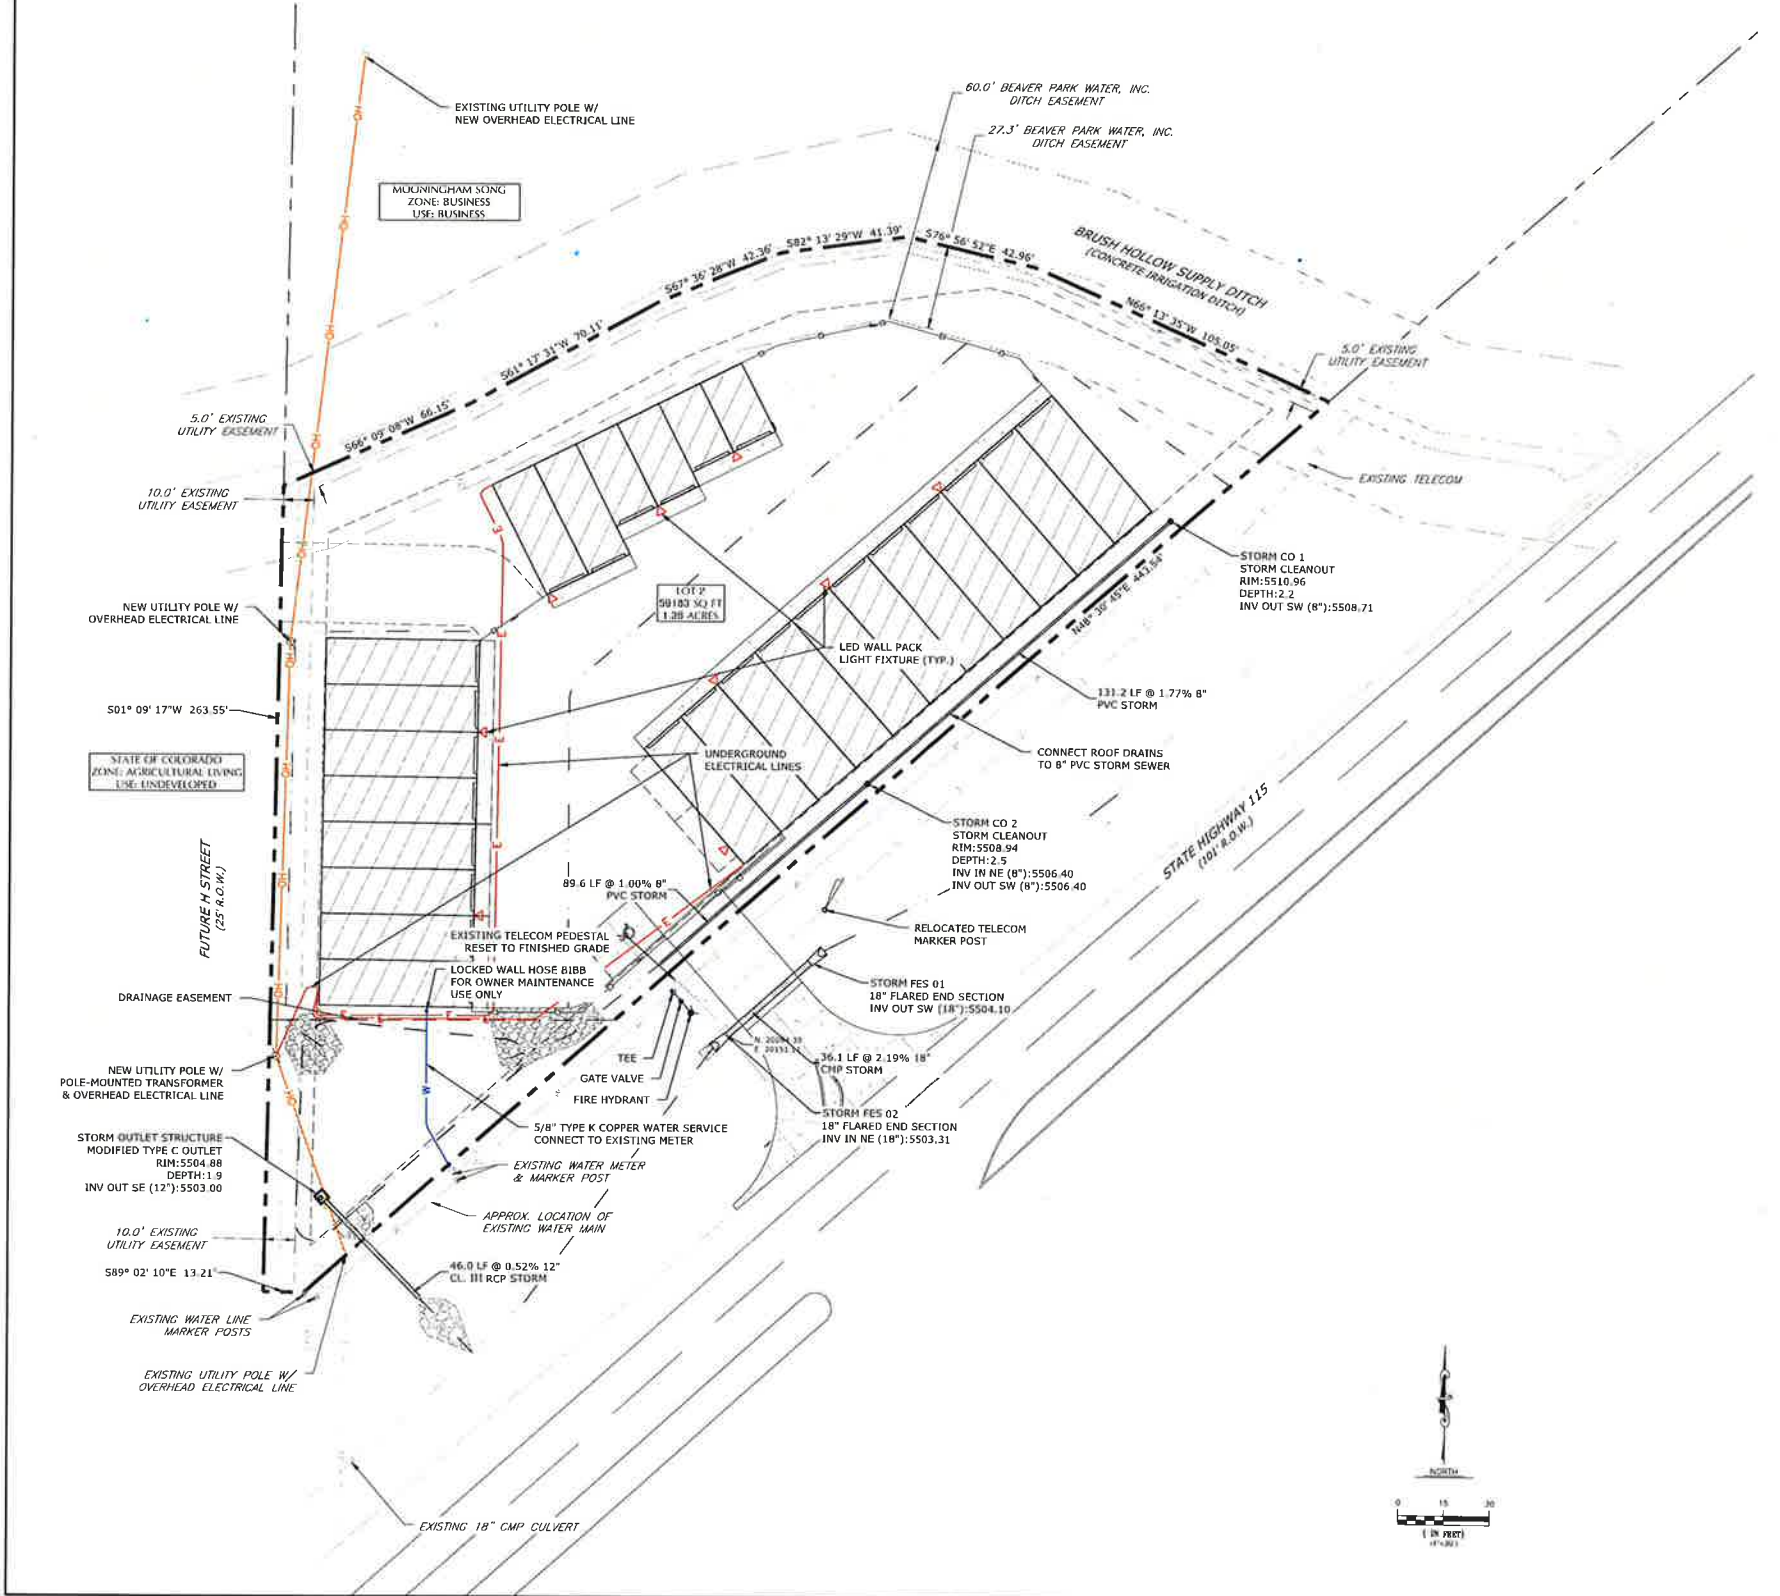 EXISTING UTILITY POLE W/
NEW OVERHEAD ELECTRICAL LINE
60.0' BEAVER PARK WATER, INC.
DITCH EASEMENT
27.3' BEAVER PARK WATER, INC.
DITCH EASEMENT
MOONINGHAM SONG
ZONE: BUSINESS
USE: BUSINESS
S66° 09' 08"W 66.15'
S61° 17' 31"W 70.11'
S67° 36' 28"W 42.36'
S82° 13' 29"W 41.39'
S76° 56' 52"E 42.96'
N66° 13' 35"W 105.05'
BRUSH HOLLOW SUPPLY DITCH
(CONCRETE IRRIGATION DITCH)
5.0' EXISTING
UTILITY EASEMENT
5.0' EXISTING
UTILITY EASEMENT
10.0' EXISTING
UTILITY EASEMENT
EXISTING TELECOM
STORM CO 1
STORM CLEANOUT
RIM:5510.96
DEPTH:2.2
INV OUT SW (8"):5508.71
NEW UTILITY POLE W/
OVERHEAD ELECTRICAL LINE
LOT 2
59183 SQ FT
1.36 ACRES
N48° 30' 45"E 443.54'
LED WALL PACK
LIGHT FIXTURE (TYP.)
131.2 LF @ 1.77% 8"
PVC STORM
S01° 09' 17"W 263.55'
STATE OF COLORADO
ZONE: AGRICULTURAL LIVING
USE: UNDEVELOPED
UNDERGROUND
ELECTRICAL LINES
CONNECT ROOF DRAINS
TO 8" PVC STORM SEWER
STATE HIGHWAY 115
(101' R.O.W.)
STORM CO 2
STORM CLEANOUT
RIM:5508.94
DEPTH:2.5
INV IN NE (8"):5506.40
INV OUT SW (8"):5506.40
FUTURE H STREET
(25' R.O.W.)
89.6 LF @ 1.00% 8"
PVC STORM
EXISTING TELECOM PEDESTAL
RESET TO FINISHED GRADE
RELOCATED TELECOM
MARKER POST
LOCKED WALL HOSE BIBB
FOR OWNER MAINTENANCE
USE ONLY
STORM FES 01
18" FLARED END SECTION
INV OUT SW (18"):5504.10
DRAINAGE EASEMENT
TEE
GATE VALVE
FIRE HYDRANT
36.1 LF @ 2.19% 18"
CMP STORM
NEW UTILITY POLE W/
POLE-MOUNTED TRANSFORMER
& OVERHEAD ELECTRICAL LINE
STORM FES 02
18" FLARED END SECTION
INV IN NE (18"):5503.31
5/8" TYPE K COPPER WATER SERVICE
CONNECT TO EXISTING METER
STORM OUTLET STRUCTURE
MODIFIED TYPE C OUTLET
RIM:5504.88
DEPTH:1.9
INV OUT SE (12"):5503.00
EXISTING WATER METER
& MARKER POST
APPROX. LOCATION OF
EXISTING WATER MAIN
10.0' EXISTING
UTILITY EASEMENT
S89° 02' 10"E 13.21'
46.0 LF @ 0.52% 12"
CL. III RCP STORM
EXISTING WATER LINE
MARKER POSTS
EXISTING UTILITY POLE W/
OVERHEAD ELECTRICAL LINE
EXISTING 18" CMP CULVERT
NORTH
0 15 30
( IN FEET )